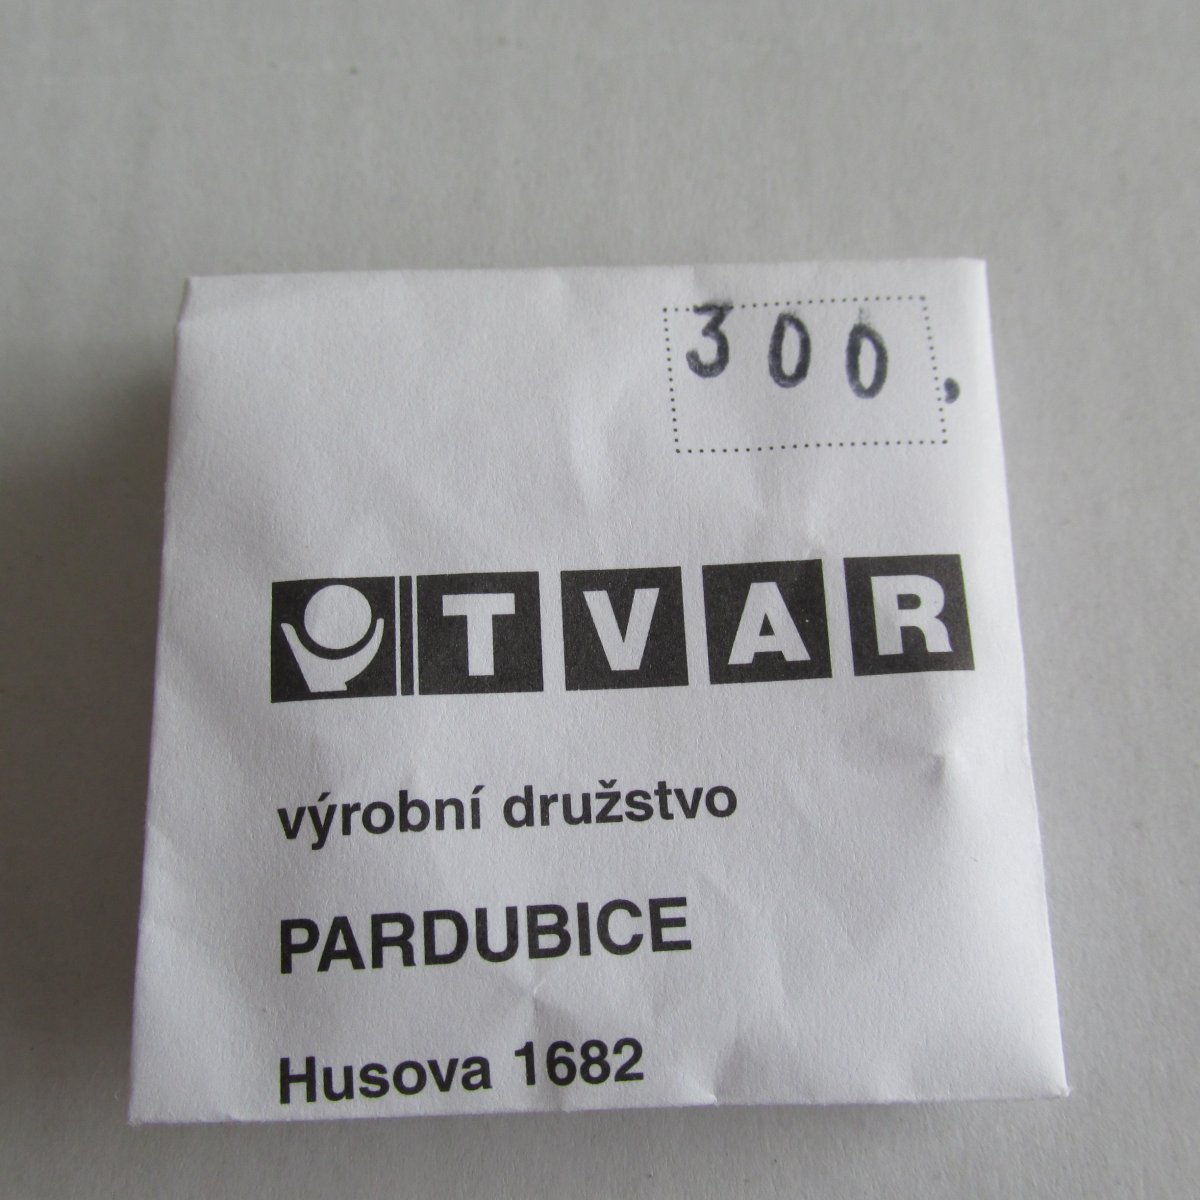 300.
TVAR
výrobní družstvo
PARDUBICE
Husova 1682